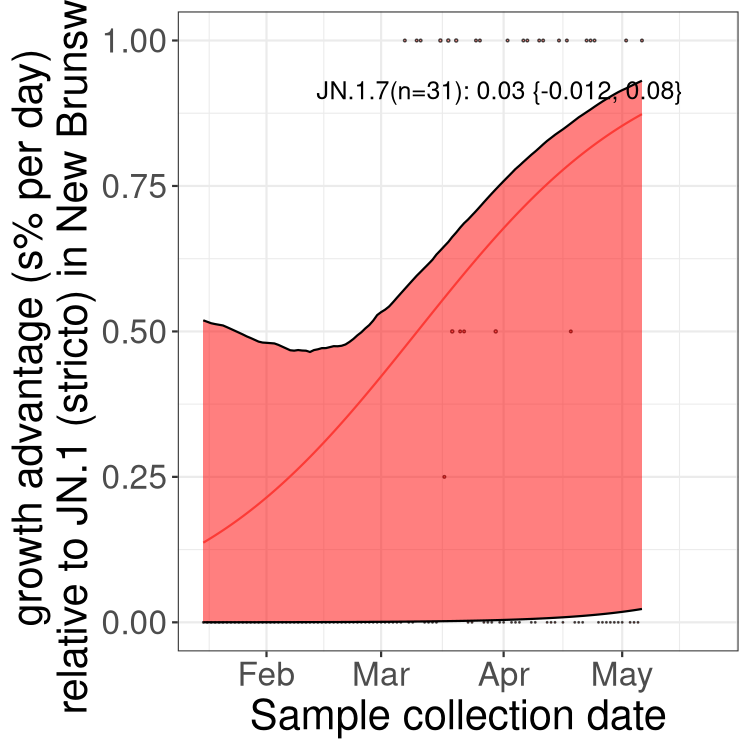 growth advantage (s% per day)
relative to JN.1 (stricto) in New Brunsw
1.00
0.75
0.50
0.25
0.00
JN.1.7(n=31): 0.03 {-0.012, 0.08}
Feb Mar Apr May
Sample collection date